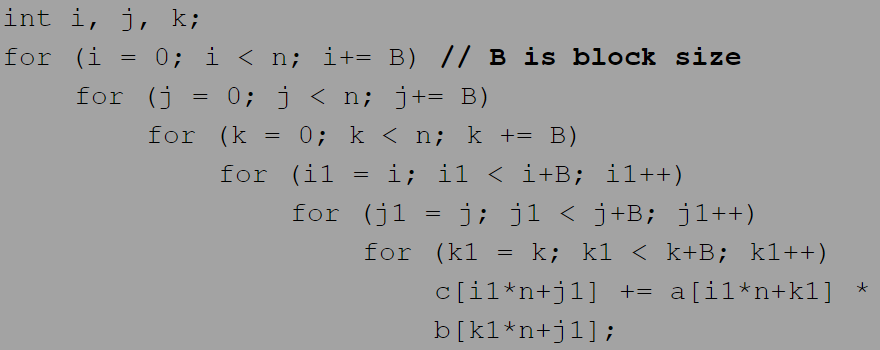 int i, j, k;
for (i = 0; i < n; i+= B) // B is block size
for (j = 0; j < n; j+= B)
for (k = 0; k < n; k += B)
for (i1 = i; i1 < i+B; i1++)
for (j1 = j; j1 < j+B; j1++)
for (k1 = k; k1 < k+B; k1++)
c[i1*n+j1] += a[i1*n+k1] *
b[k1*n+j1];